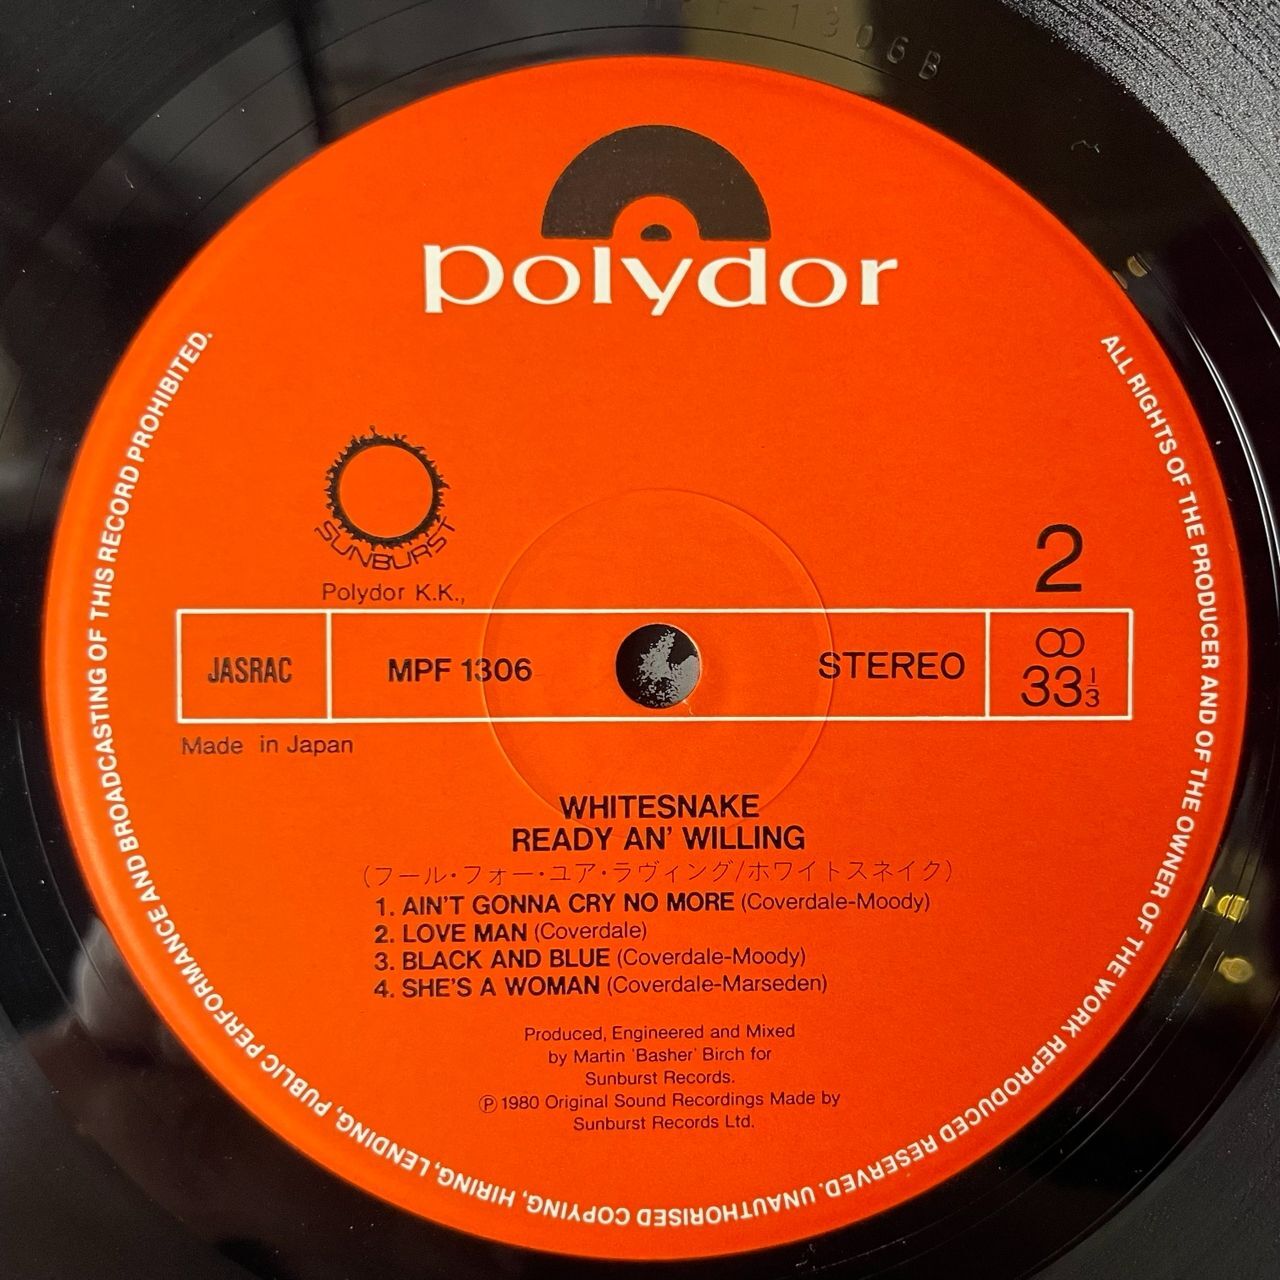 1306B
polydor
SUNBURST
Polydor K.K.,
2
JASRAC
MPF 1306
STEREO
33 1/3
Made in Japan
WHITESNAKE
READY AN' WILLING
(フール・フォー・ユア・ラヴィング/ホワイトスネイク)
1. AIN'T GONNA CRY NO MORE (Coverdale-Moody)
2. LOVE MAN (Coverdale)
3. BLACK AND BLUE (Coverdale-Moody)
4. SHE'S A WOMAN (Coverdale-Marseden)
Produced, Engineered and Mixed
by Martin 'Basher' Birch for
Sunburst Records.
Ⓟ 1980 Original Sound Recordings Made by
Sunburst Records Ltd.
ALL RIGHTS OF THE PRODUCER AND OF THE OWNER OF THE WORK REPRODUCED RESERVED. UNAUTHORISED COPYING, HIRING, LENDING, PUBLIC PERFORMANCE AND BROADCASTING OF THIS RECORD PROHIBITED.